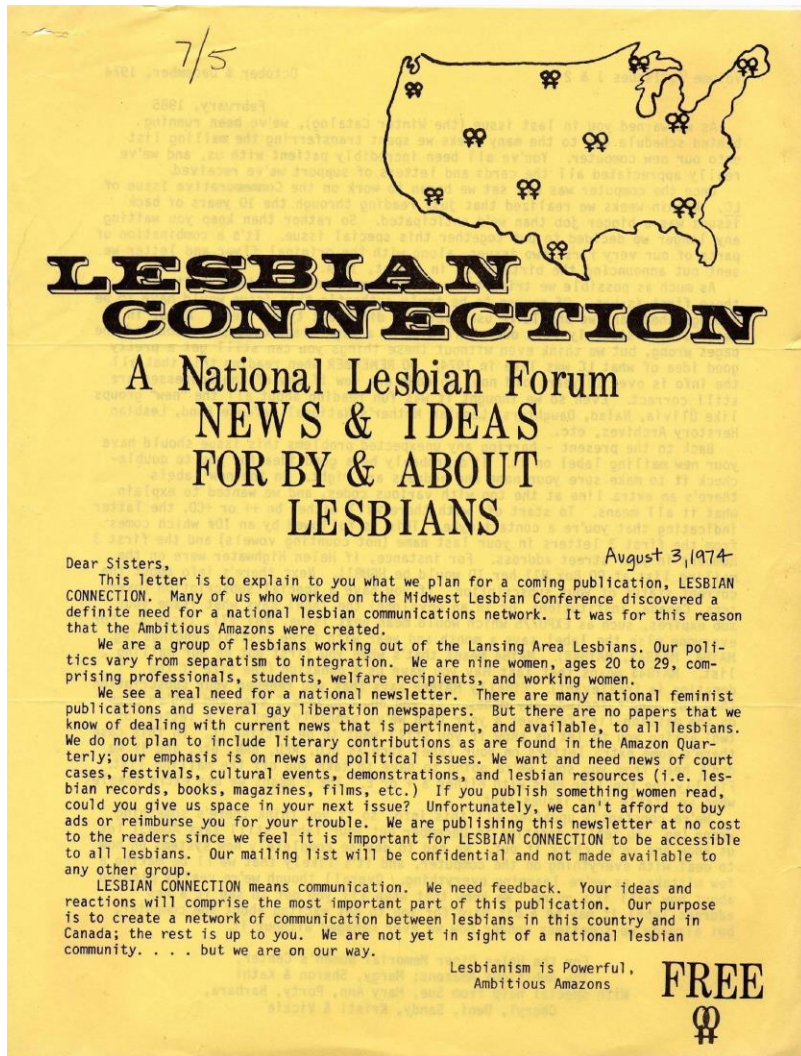 7/5
LESBIAN
CONNECTION
A National Lesbian Forum
NEWS & IDEAS
FOR BY & ABOUT
LESBIANS
August 3, 1974
Dear Sisters,
This letter is to explain to you what we plan for a coming publication, LESBIAN
CONNECTION. Many of us who worked on the Midwest Lesbian Conference discovered a
definite need for a national lesbian communications network. It was for this reason
that the Ambitious Amazons were created.
We are a group of lesbians working out of the Lansing Area Lesbians. Our poli-
tics vary from separatism to integration. We are nine women, ages 20 to 29, com-
prising professionals, students, welfare recipients, and working women.
We see a real need for a national newsletter. There are many national feminist
publications and several gay liberation newspapers. But there are no papers that we
know of dealing with current news that is pertinent, and available, to all lesbians.
We do not plan to include literary contributions as are found in the Amazon Quar-
terly; our emphasis is on news and political issues. We want and need news of court
cases, festivals, cultural events, demonstrations, and lesbian resources (i.e. les-
bian records, books, magazines, films, etc.) If you publish something women read,
could you give us space in your next issue? Unfortunately, we can't afford to buy
ads or reimburse you for your trouble. We are publishing this newsletter at no cost
to the readers since we feel it is important for LESBIAN CONNECTION to be accessible
to all lesbians. Our mailing list will be confidential and not made available to
any other group.
LESBIAN CONNECTION means communication. We need feedback. Your ideas and
reactions will comprise the most important part of this publication. Our purpose
is to create a network of communication between lesbians in this country and in
Canada; the rest is up to you. We are not yet in sight of a national lesbian
community. . . . but we are on our way.
Lesbianism is Powerful,
Ambitious Amazons
FREE